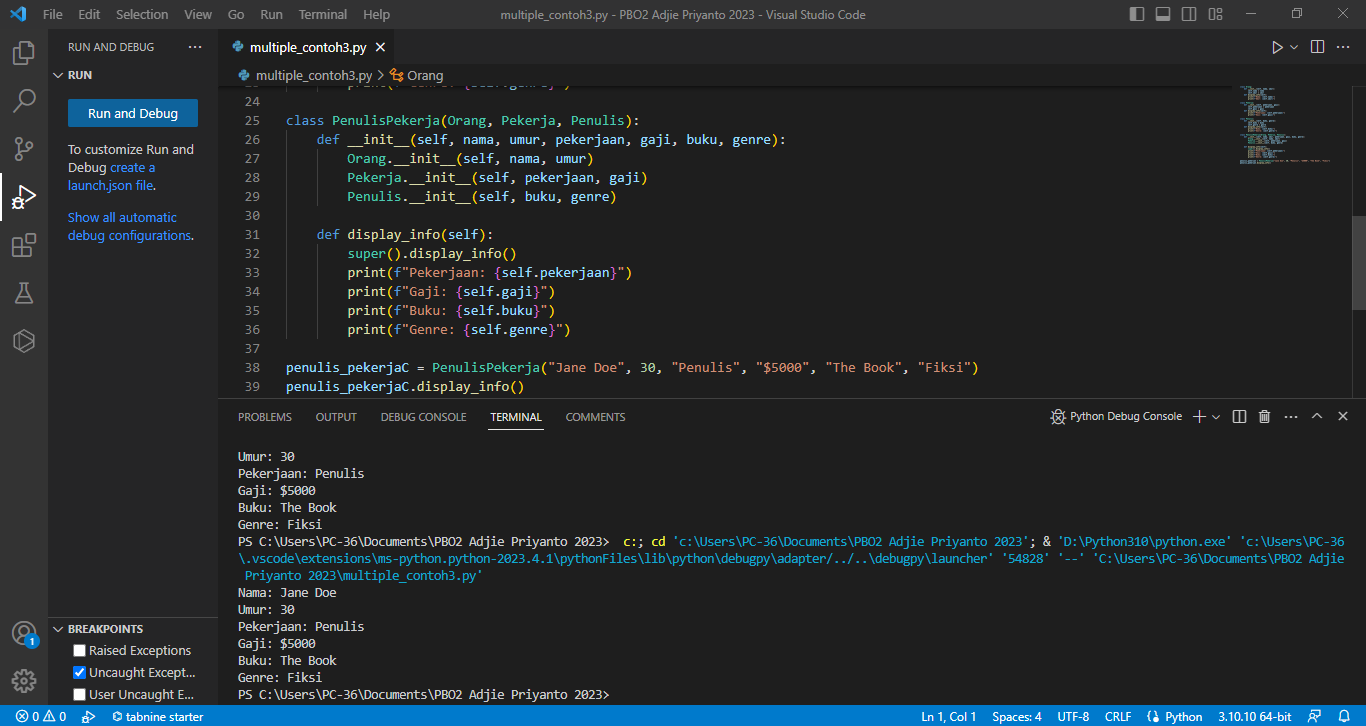 File Edit Selection View Go Run Terminal Help
multiple_contoh3.py - PBO2 Adjie Priyanto 2023 - Visual Studio Code
RUN AND DEBUG ···
RUN
Run and Debug
To customize Run and
Debug create a
launch.json file.
Show all automatic
debug configurations.
multiple_contoh3.py
multiple_contoh3.py > Orang
24
25 class PenulisPekerja(Orang, Pekerja, Penulis):
26     def __init__(self, nama, umur, pekerjaan, gaji, buku, genre):
27         Orang.__init__(self, nama, umur)
28         Pekerja.__init__(self, pekerjaan, gaji)
29         Penulis.__init__(self, buku, genre)
30
31     def display_info(self):
32         super().display_info()
33         print(f"Pekerjaan: {self.pekerjaan}")
34         print(f"Gaji: {self.gaji}")
35         print(f"Buku: {self.buku}")
36         print(f"Genre: {self.genre}")
37
38 penulis_pekerjaC = PenulisPekerja("Jane Doe", 30, "Penulis", "$5000", "The Book", "Fiksi")
39 penulis_pekerjaC.display_info()
PROBLEMS OUTPUT DEBUG CONSOLE TERMINAL COMMENTS
Python Debug Console
Umur: 30
Pekerjaan: Penulis
Gaji: $5000
Buku: The Book
Genre: Fiksi
PS C:\Users\PC-36\Documents\PBO2 Adjie Priyanto 2023>  c:; cd 'c:\Users\PC-36\Documents\PBO2 Adjie Priyanto 2023'; & 'D:\Python310\python.exe' 'c:\Users\PC-36
\.vscode\extensions\ms-python.python-2023.4.1\pythonFiles\lib\python\debugpy\adapter/../..\debugpy\launcher' '54828' '--' 'C:\Users\PC-36\Documents\PBO2 Adjie
Priyanto 2023\multiple_contoh3.py'
Nama: Jane Doe
Umur: 30
Pekerjaan: Penulis
Gaji: $5000
Buku: The Book
Genre: Fiksi
PS C:\Users\PC-36\Documents\PBO2 Adjie Priyanto 2023>
1
BREAKPOINTS
Raised Exceptions
Uncaught Except...
User Uncaught E...
0 0 tabnine starter
Ln 1, Col 1 Spaces: 4 UTF-8 CRLF Python 3.10.10 64-bit